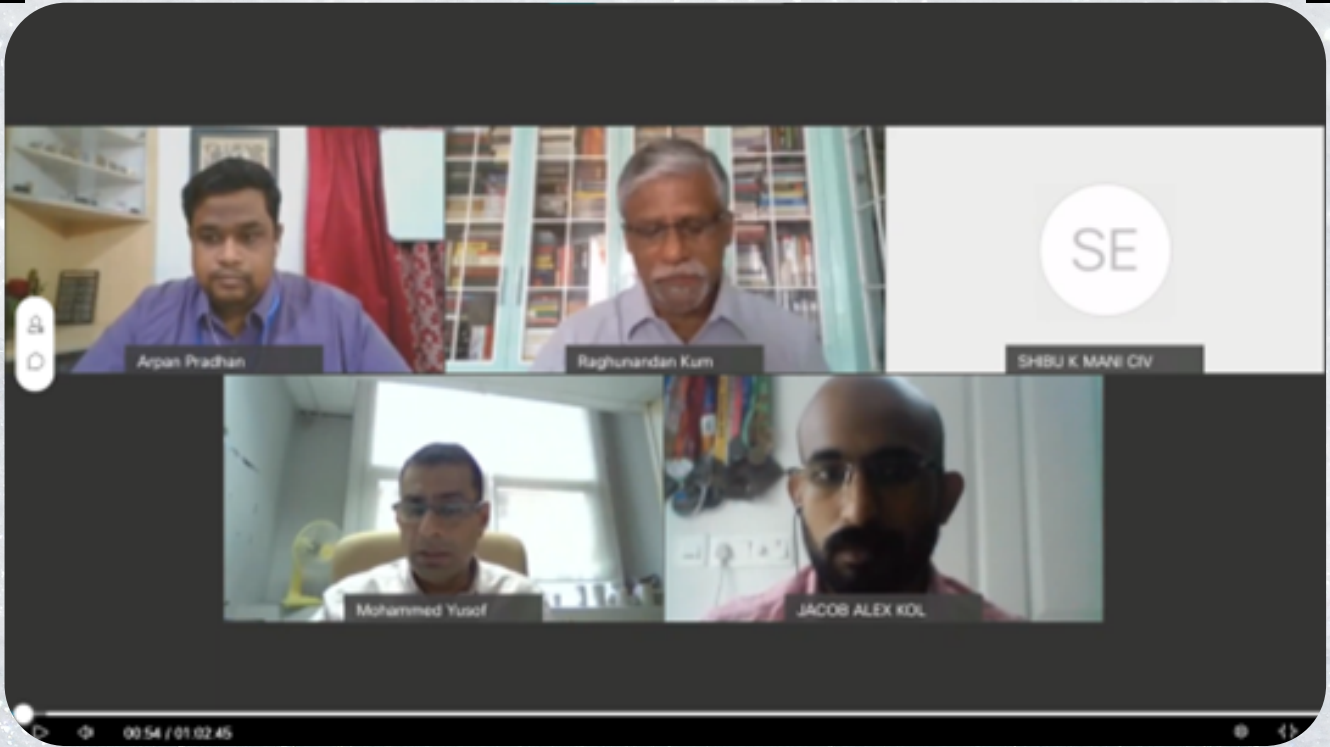 Arpan Pradhan
Raghunandan Kum
SE
SHIBU K MANI CIV
Mohammed Yusof
JACOB ALEX KOL
00:54 / 01:02:45